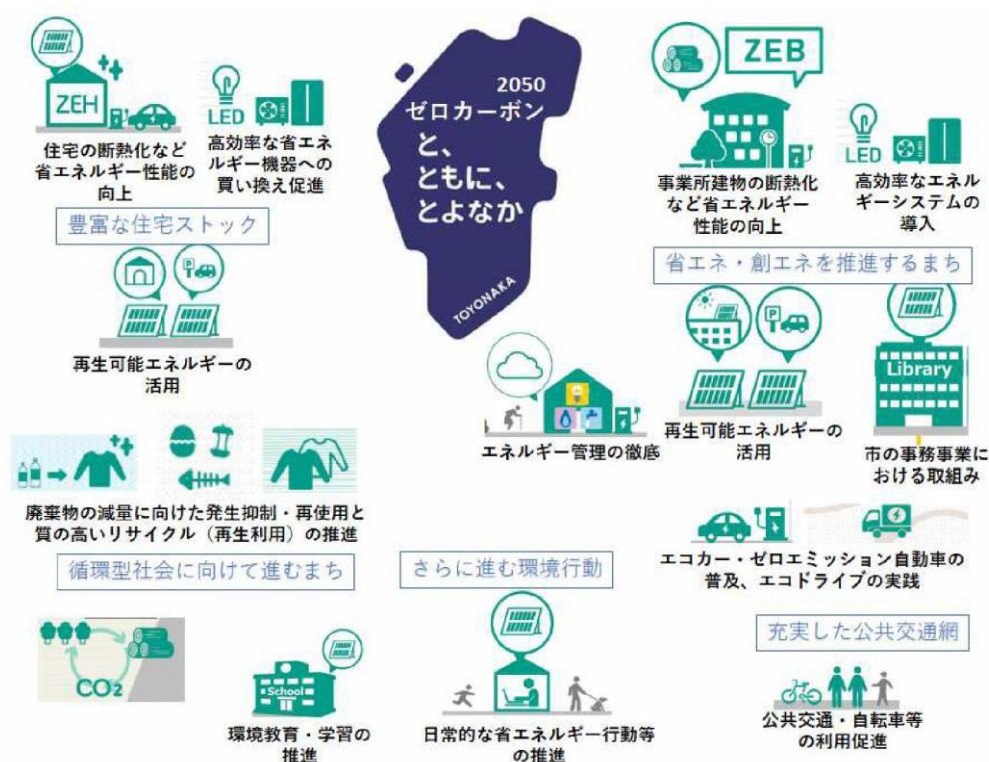 2050
ゼロカーボン
と、
ともに、
とよなか
TOYONAKA
ZEH
住宅の断熱化など
省エネルギー性能の
向上
LED
高効率な省エネ
ルギー機器への
買い換え促進
豊富な住宅ストック
P
再生可能エネルギーの
活用
ZEB
事業所建物の断熱化
など省エネルギー
性能の向上
LED
高効率なエネル
ギーシステムの
導入
省エネ・創エネを推進するまち
P
再生可能エネルギーの
活用
Library
市の事務事業に
おける取組み
エネルギー管理の徹底
廃棄物の減量に向けた発生抑制・再使用と
質の高いリサイクル（再生利用）の推進
循環型社会に向けて進むまち
CO2
School
環境教育・学習の
推進
さらに進む環境行動
日常的な省エネルギー行動等
の推進
エコカー・ゼロエミッション自動車の
普及、エコドライブの実践
充実した公共交通網
公共交通・自転車等
の利用促進